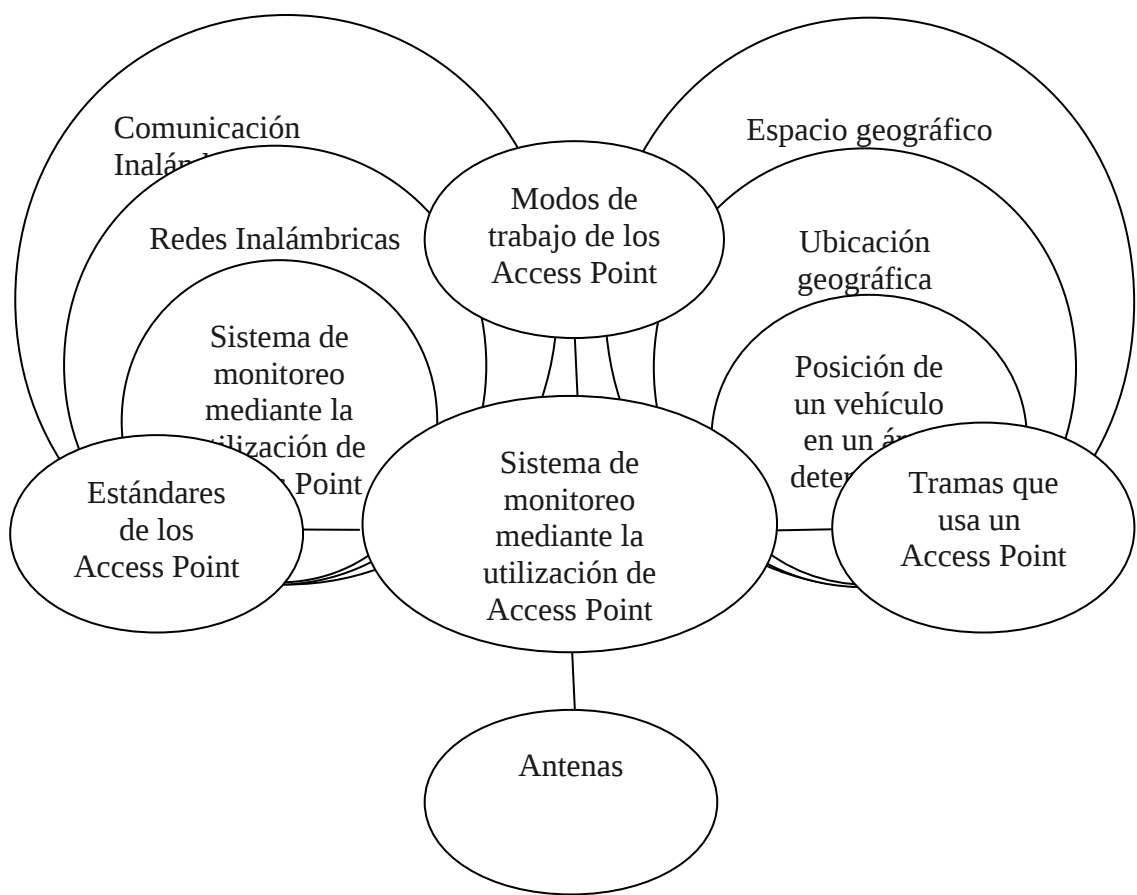 Comunicación
Espacio geográfico
Modos de
trabajo de los
Access Point
Redes Inalámbricas
Ubicación
geográfica
Sistema de
monitoreo
mediante la
de
Point
Posición de
un vehículo
en un
Estándares
de los
Access Point
Sistema de
monitoreo
mediante la
utilización de
Access Point
Tramas que
usa un
Access Point
Antenas